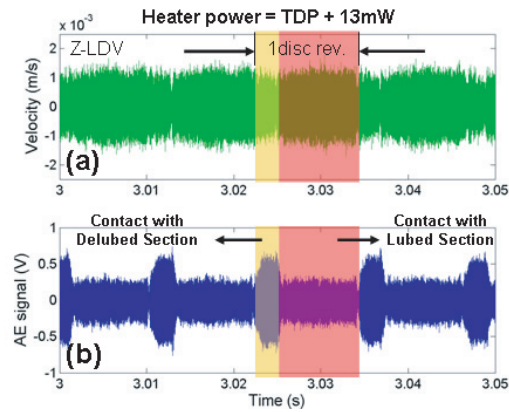 Heater power = TDP + 13mW
x 10⁻³
Z-LDV
1disc rev.
2
1
0
-1
-2
Velocity (m/s)
(a)
3 3.01 3.02 3.03 3.04 3.05
Contact with Delubed Section
Contact with Lubed Section
1
0.5
0
-0.5
-1
AE signal (V)
(b)
3 3.01 3.02 3.03 3.04 3.05
Time (s)